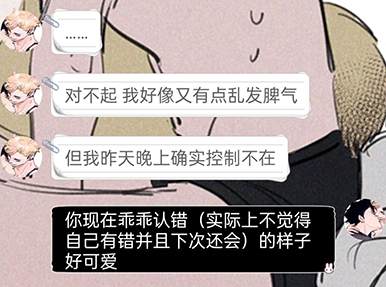 ……
对不起 我好像又有点乱发脾气
但我昨天晚上确实控制不在
你现在乖乖认错（实际上不觉得
自己有错并且下次还会）的样子
好可爱